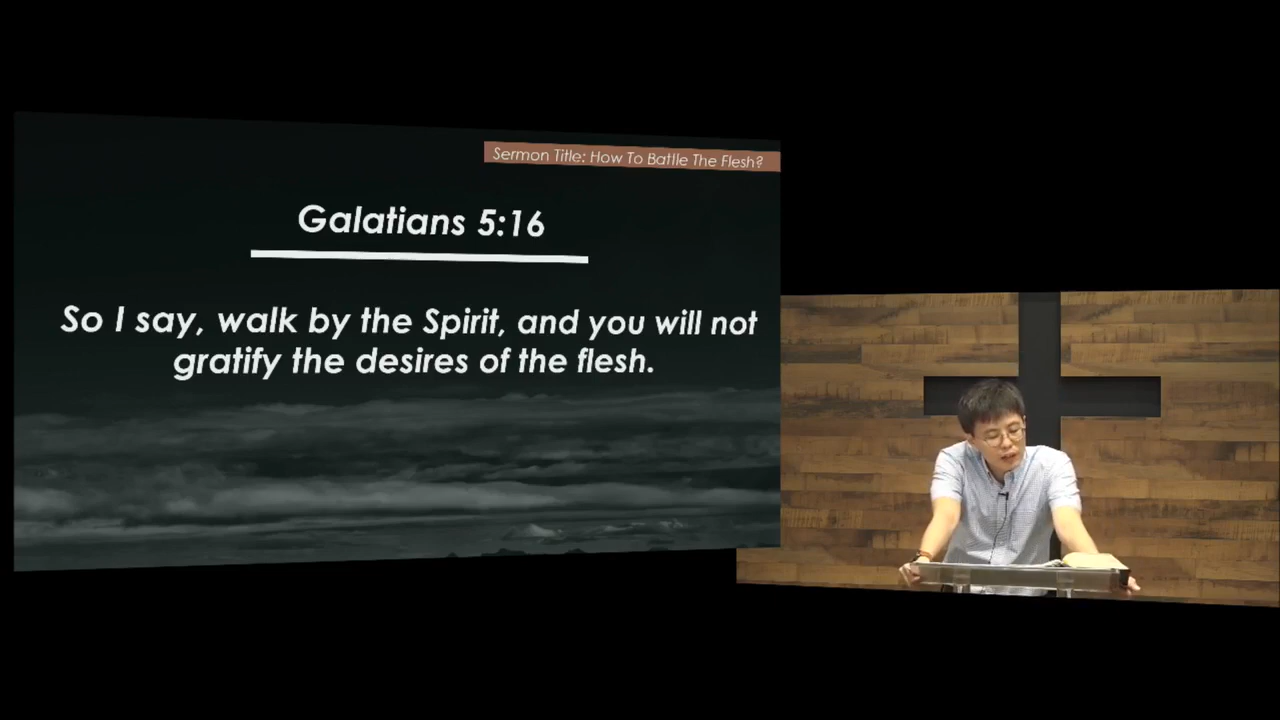 Sermon Title: How To Battle The Flesh?
Galatians 5:16
So I say, walk by the Spirit, and you will not
gratify the desires of the flesh.